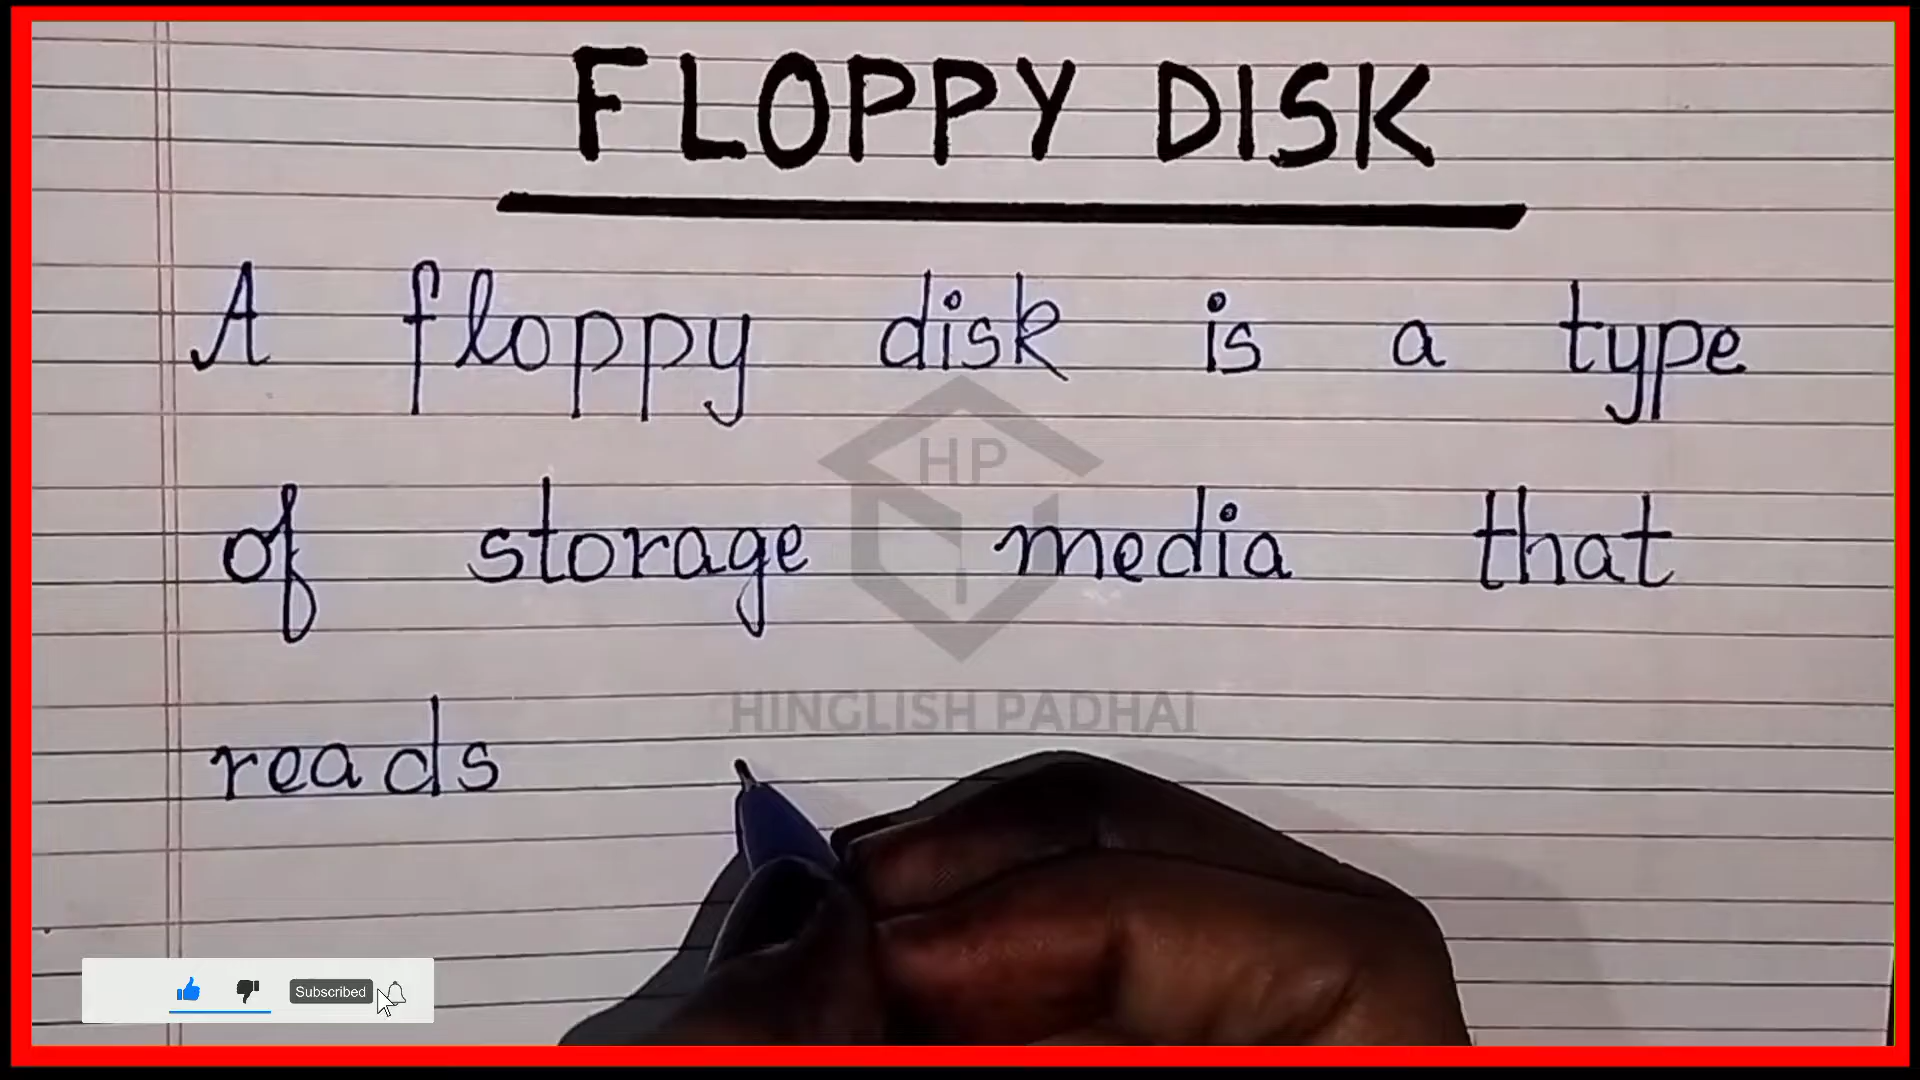 FLOPPY DISK
A floppy disk is a type
HP
of storage media that
HINGLISH PADHAI
reads
Subscribed